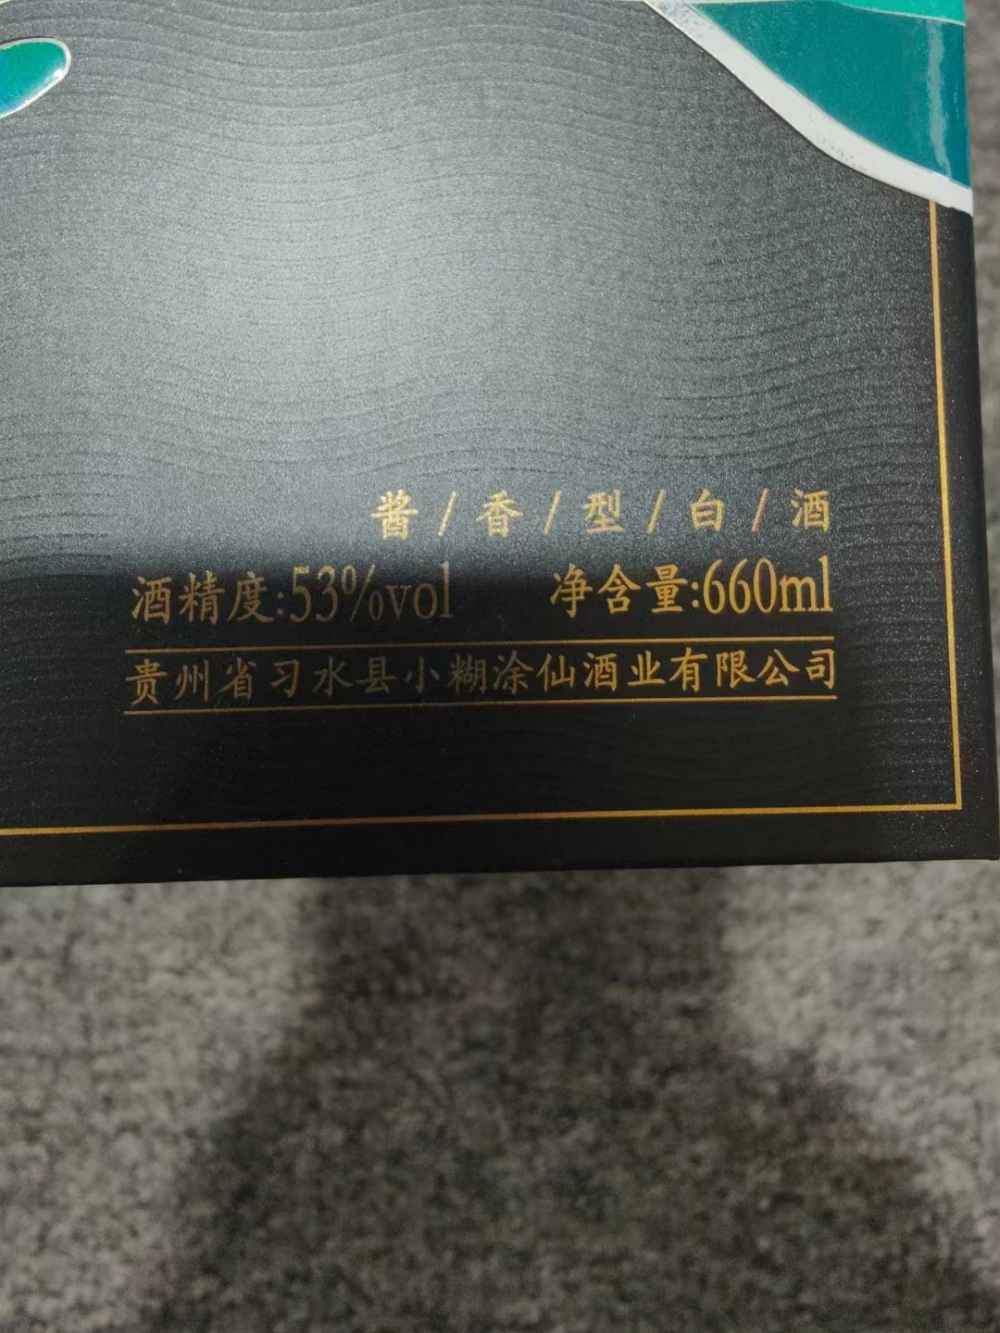 酱/香/型/白/酒
酒精度:53%vol 净含量:660ml
贵州省习水县小糊涂仙酒业有限公司